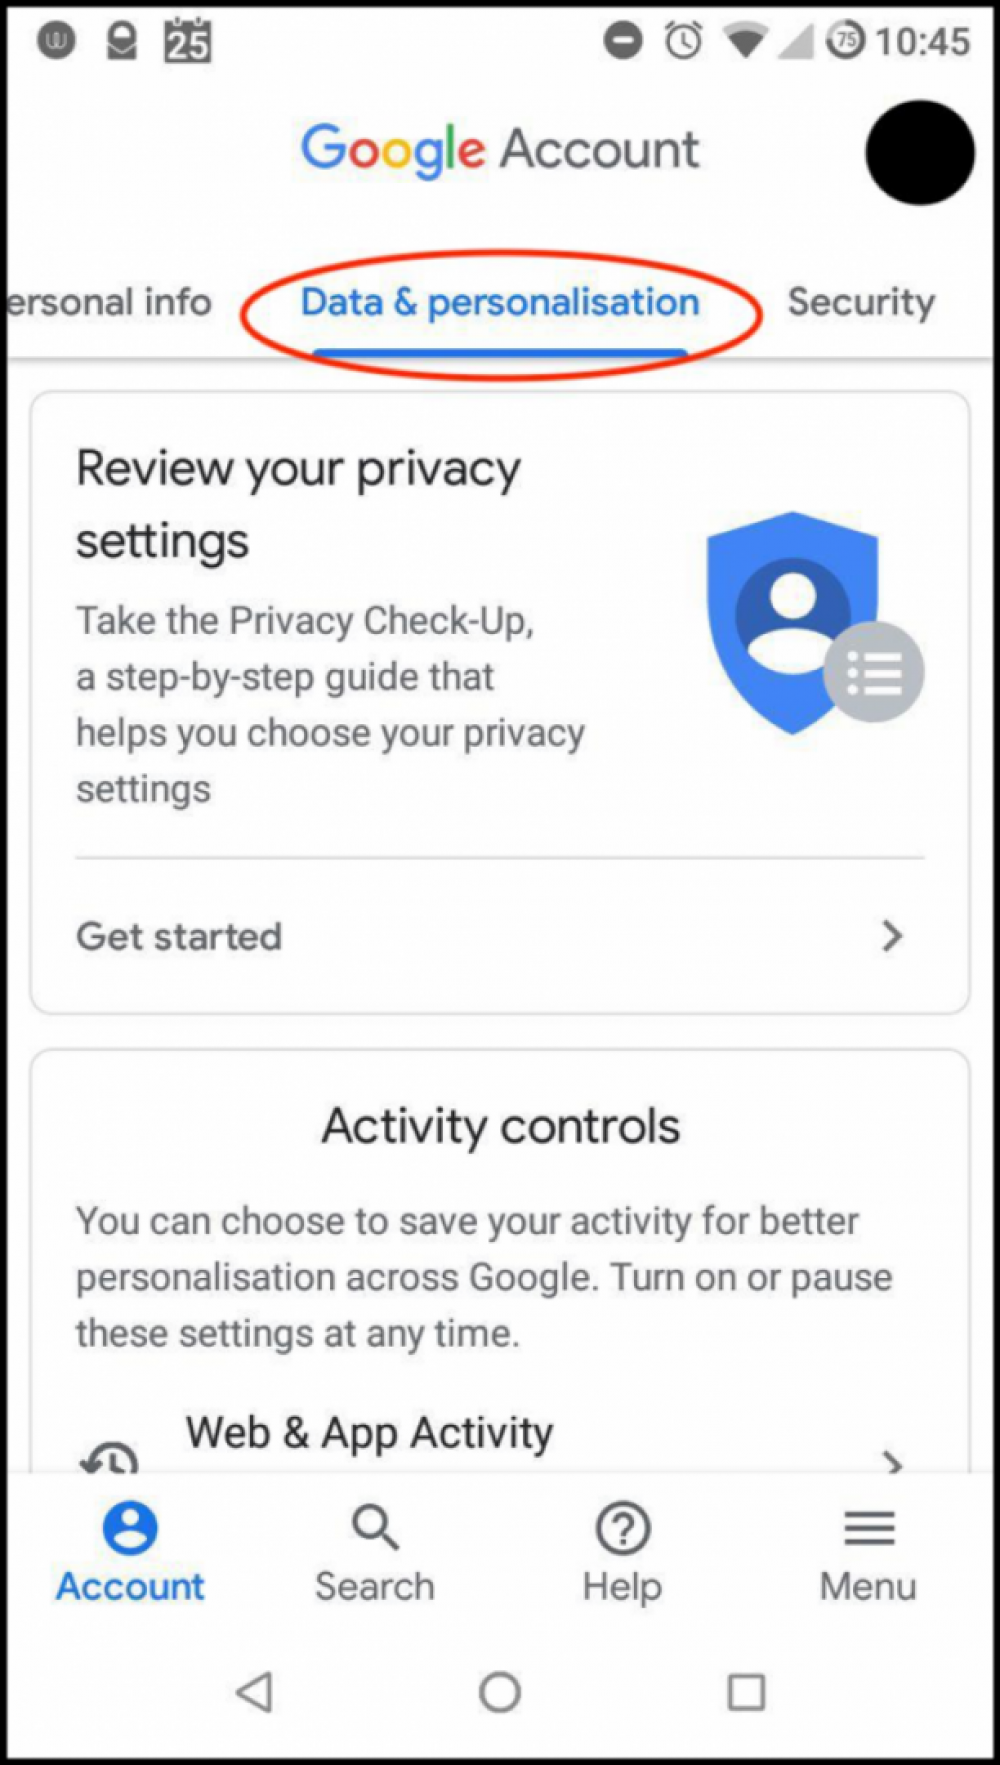 25 75 10:45
Google Account
ersonal info Data & personalisation Security
Review your privacy
settings
Take the Privacy Check-Up,
a step-by-step guide that
helps you choose your privacy
settings
Get started
Activity controls
You can choose to save your activity for better
personalisation across Google. Turn on or pause
these settings at any time.
Web & App Activity
Account Search Help Menu